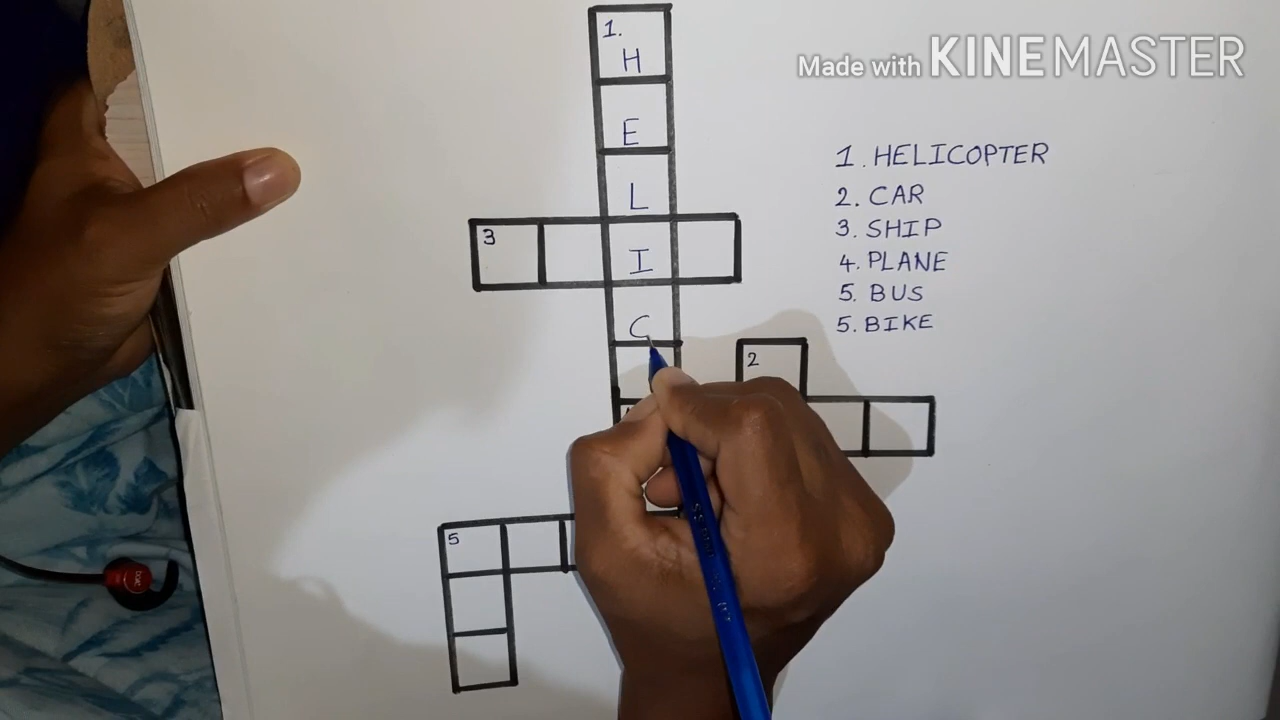 Made with KINEMASTER
1.
H
E
L
3
I
C
2
5
1. HELICOPTER
2. CAR
3. SHIP
4. PLANE
5. BUS
5. BIKE